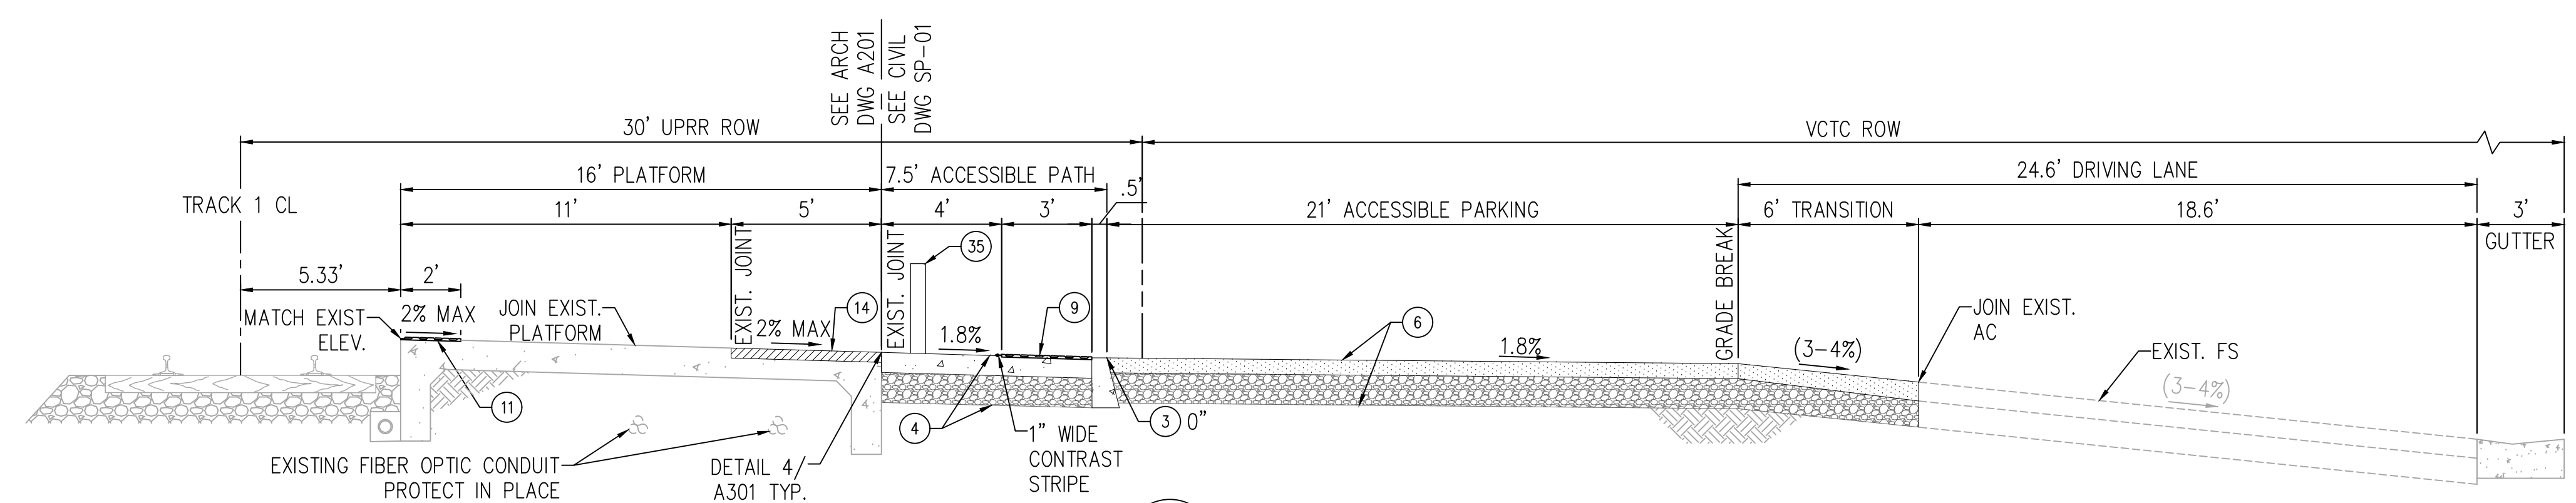 SEE ARCH
DWG A201
SEE CIVIL
DWG SP-01
30' UPRR ROW
VCTC ROW
16' PLATFORM
7.5' ACCESSIBLE PATH
.5'
24.6' DRIVING LANE
TRACK 1 CL
11'
5'
4'
3'
21' ACCESSIBLE PARKING
6' TRANSITION
18.6'
3'
GUTTER
5.33'
2'
EXIST. JOINT
EXIST. JOINT
35
GRADE BREAK
MATCH EXIST
ELEV.
2% MAX
JOIN EXIST.
PLATFORM
2% MAX
14
1.8%
9
6
1.8%
(3-4%)
JOIN EXIST.
AC
EXIST. FS
(3-4%)
11
4
3 0"
1" WIDE
CONTRAST
STRIPE
EXISTING FIBER OPTIC CONDUIT
PROTECT IN PLACE
DETAIL 4/
A301 TYP.